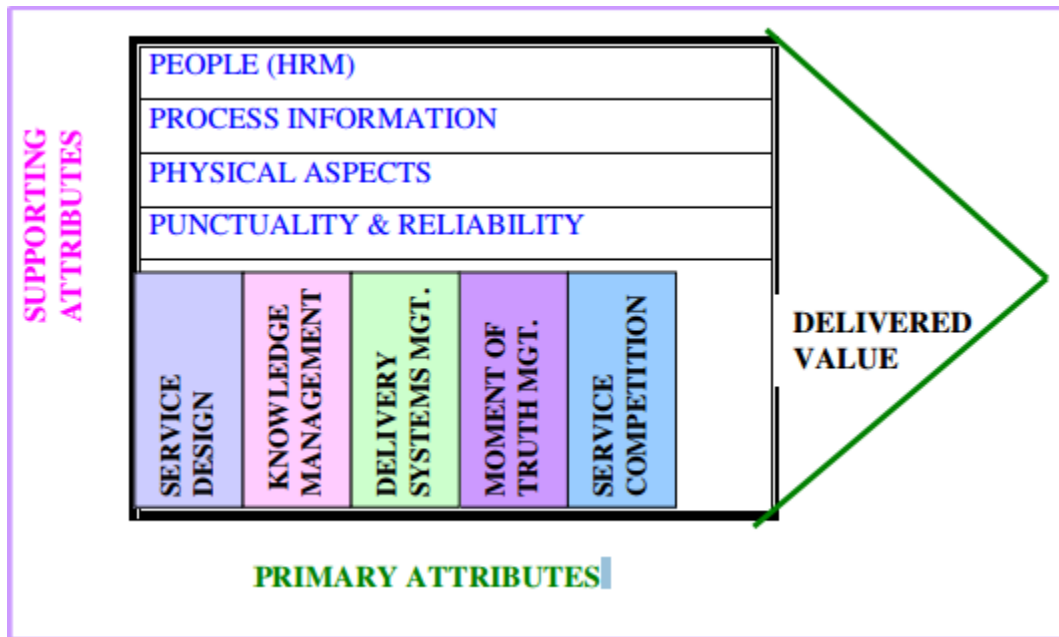 PEOPLE (HRM)
PROCESS INFORMATION
PHYSICAL ASPECTS
PUNCTUALITY & RELIABILITY
SUPPORTING
ATTRIBUTES
SERVICE
DESIGN
KNOWLEDGE
MANAGEMENT
DELIVERY
SYSTEMS MGT.
MOMENT OF
TRUTH MGT.
SERVICE
COMPETITION
DELIVERED
VALUE
PRIMARY ATTRIBUTES